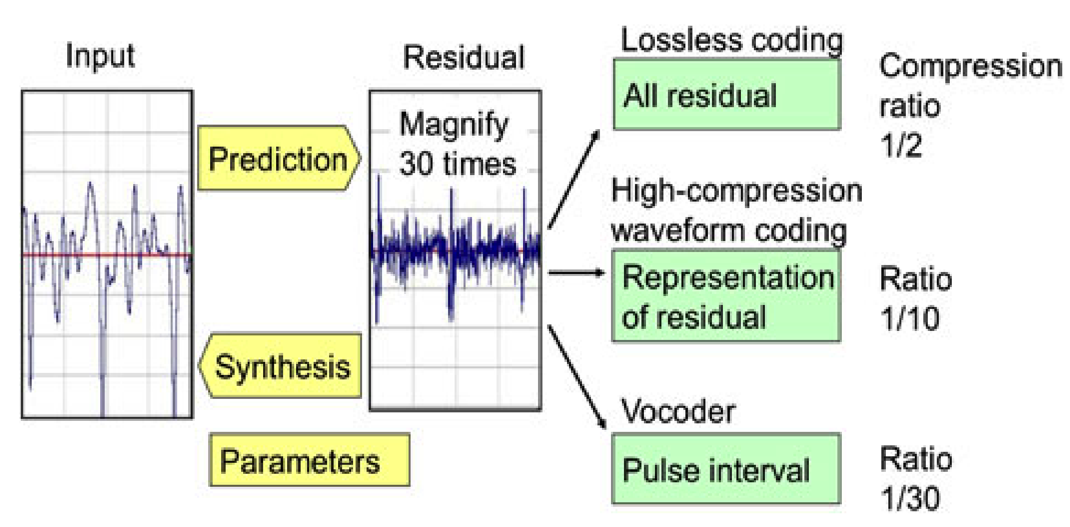 Input
Prediction
Synthesis
Parameters
Residual
Magnify
30 times
Lossless coding
All residual
Compression
ratio
1/2
High-compression
waveform coding
Representation
of residual
Ratio
1/10
Vocoder
Pulse interval
Ratio
1/30